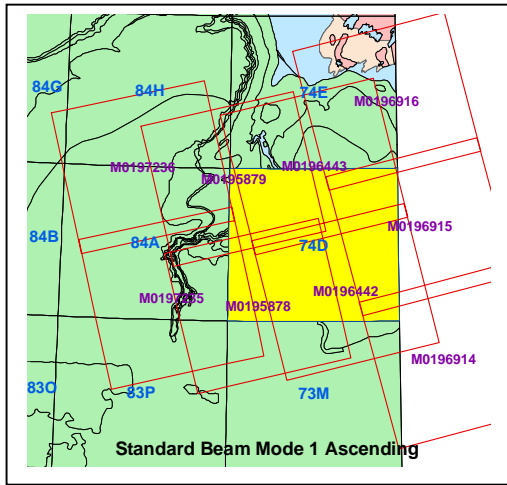 84G
84H
74E
M0196916
M0197236
M0195879
M0196443
84B
84A
74D
M0196915
M0197235
M0195878
M0196442
M0196914
83O
83P
73M
Standard Beam Mode 1 Ascending